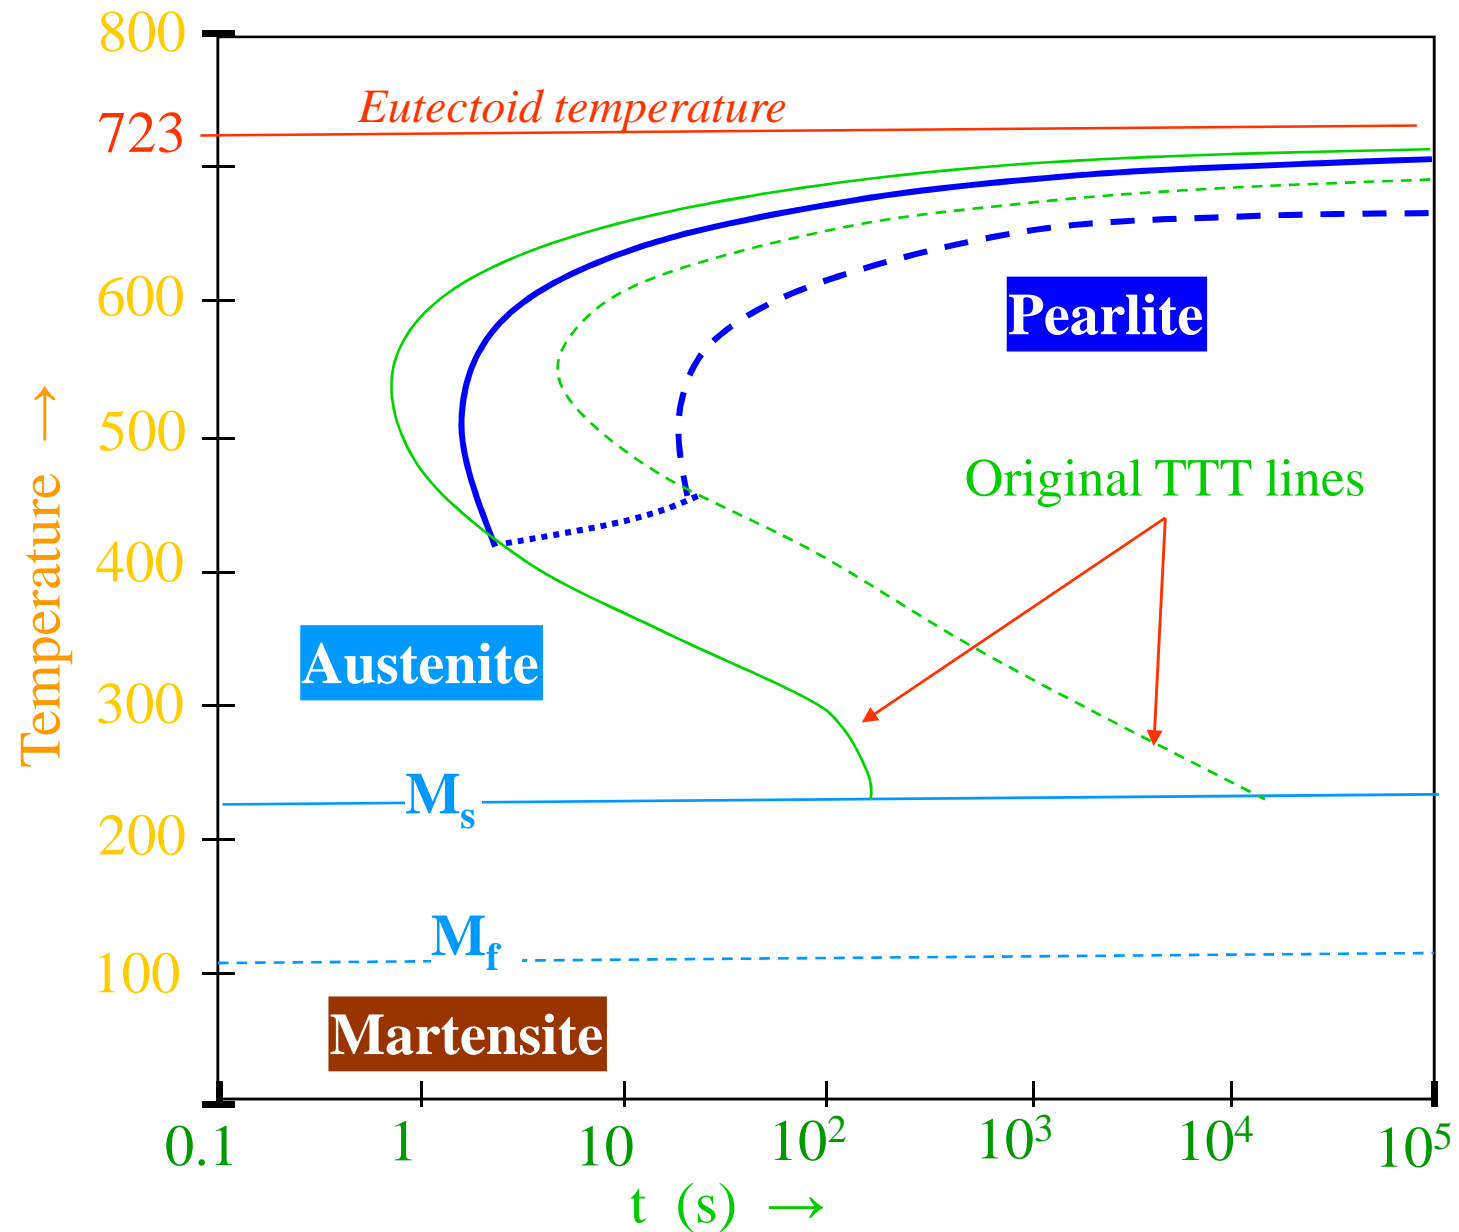 800
Eutectoid temperature
723
600
Pearlite
500
Original TTT lines
400
Temperature →
Austenite
300
Ms
200
Mf
100
Martensite
0.1 1 10 10² 10³ 10⁴ 10⁵
t (s) →